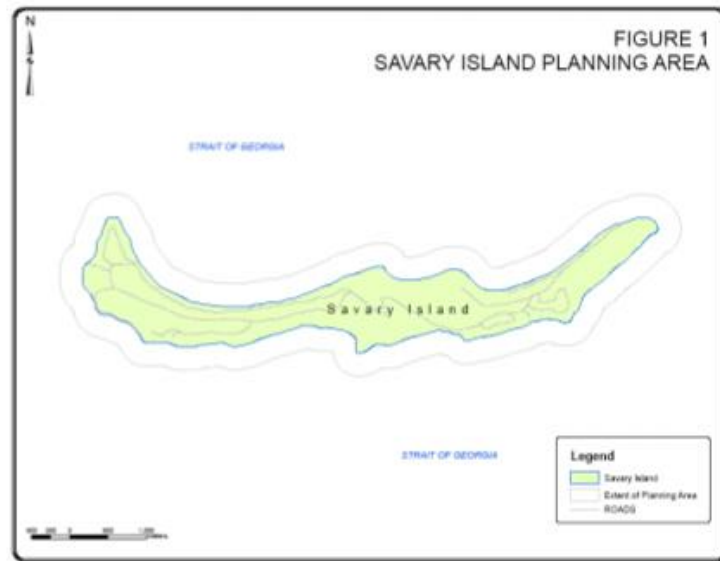 N
FIGURE 1
SAVARY ISLAND PLANNING AREA
STRAIT OF GEORGIA
Savary Island
STRAIT OF GEORGIA
Legend
Savary Island
Extent of Planning Area
ROADS